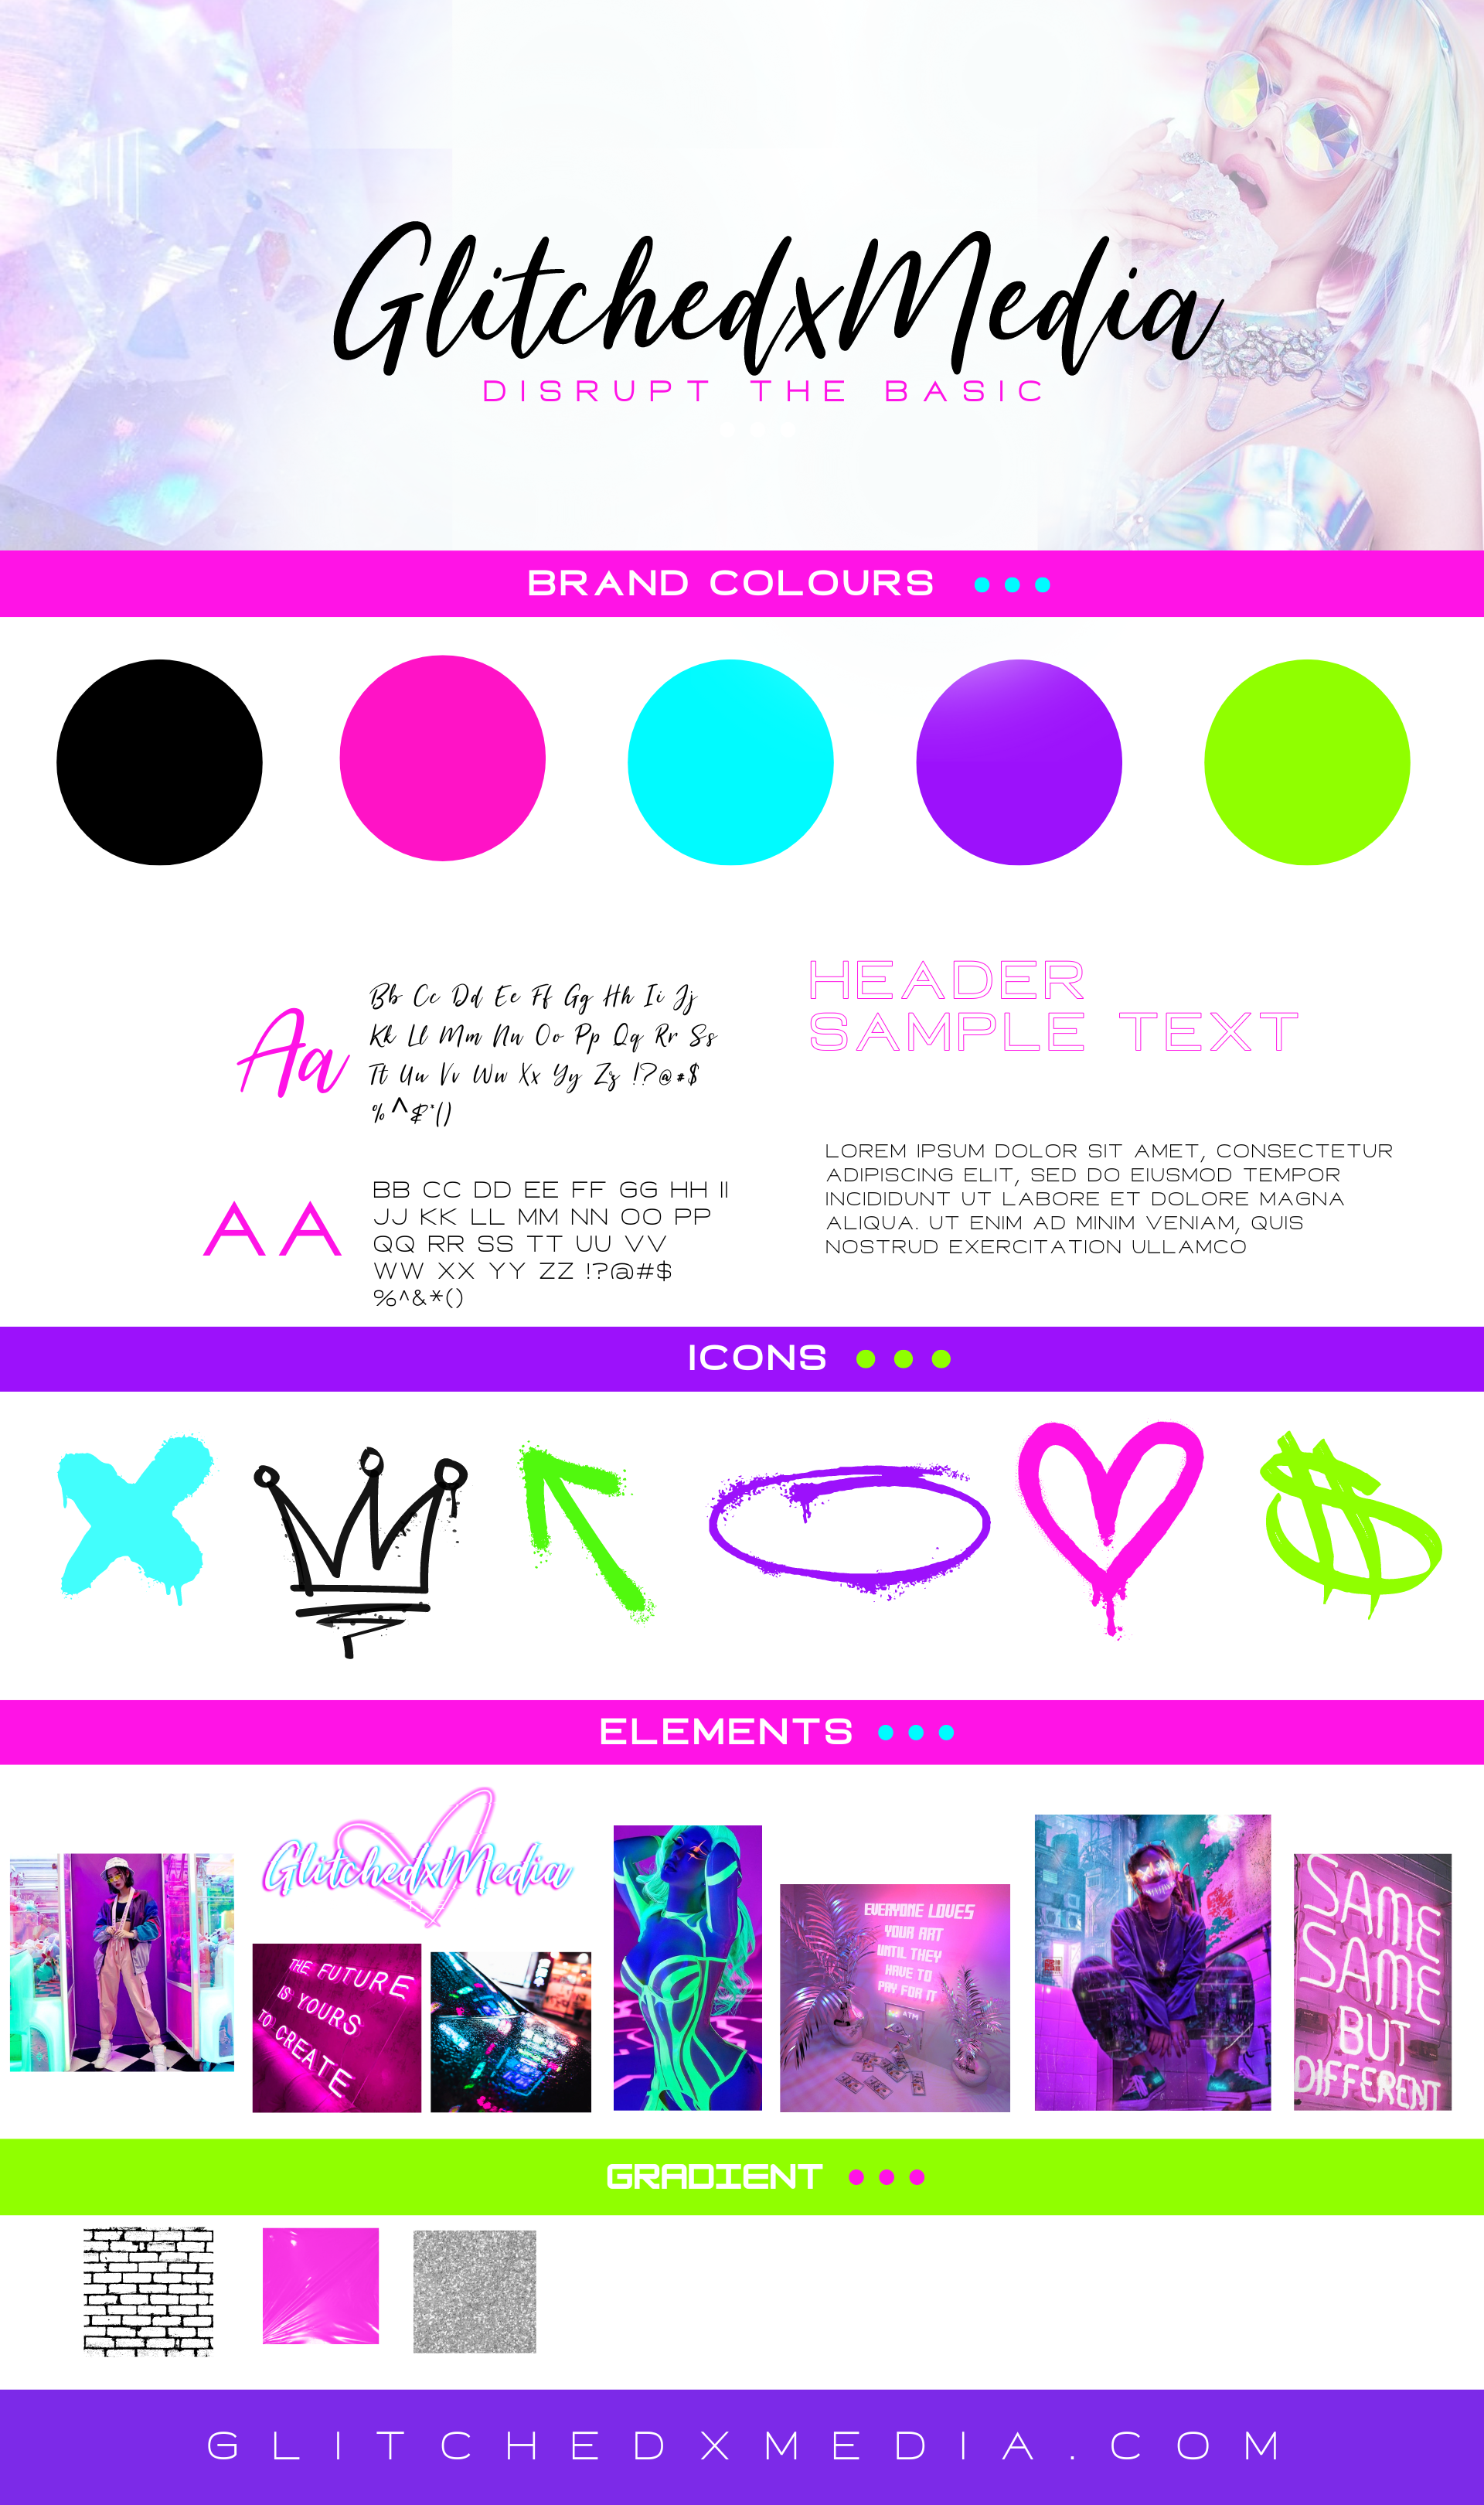 GlitchedxMedia
DISRUPT THE BASIC
BRAND COLOURS
Aa
Bb Cc Dd Ee Ff Gg Hh Ii Jj
Kk Ll Mm Nn Oo Pp Qq Rr Ss
Tt Uu Vv Ww Xx Yy Zz !?@#$
%^&*()
AA
BB CC DD EE FF GG HH II
JJ KK LL MM NN OO PP
QQ RR SS TT UU VV
WW XX YY ZZ !?@#$
%^&*()
HEADER
SAMPLE TEXT
LOREM IPSUM DOLOR SIT AMET, CONSECTETUR
ADIPISCING ELIT, SED DO EIUSMOD TEMPOR
INCIDIDUNT UT LABORE ET DOLORE MAGNA
ALIQUA. UT ENIM AD MINIM VENIAM, QUIS
NOSTRUD EXERCITATION ULLAMCO
ICONS
ELEMENTS
GlitchedxMedia
THE FUTURE
IS YOURS
TO CREATE
EVERYONE LOVES
YOUR ART
UNTIL THEY
HAVE TO
PAY FOR IT
ATM
SAME
SAME
BUT
DIFFERENT
GRADIENT
GLITCHEDXMEDIA.COM